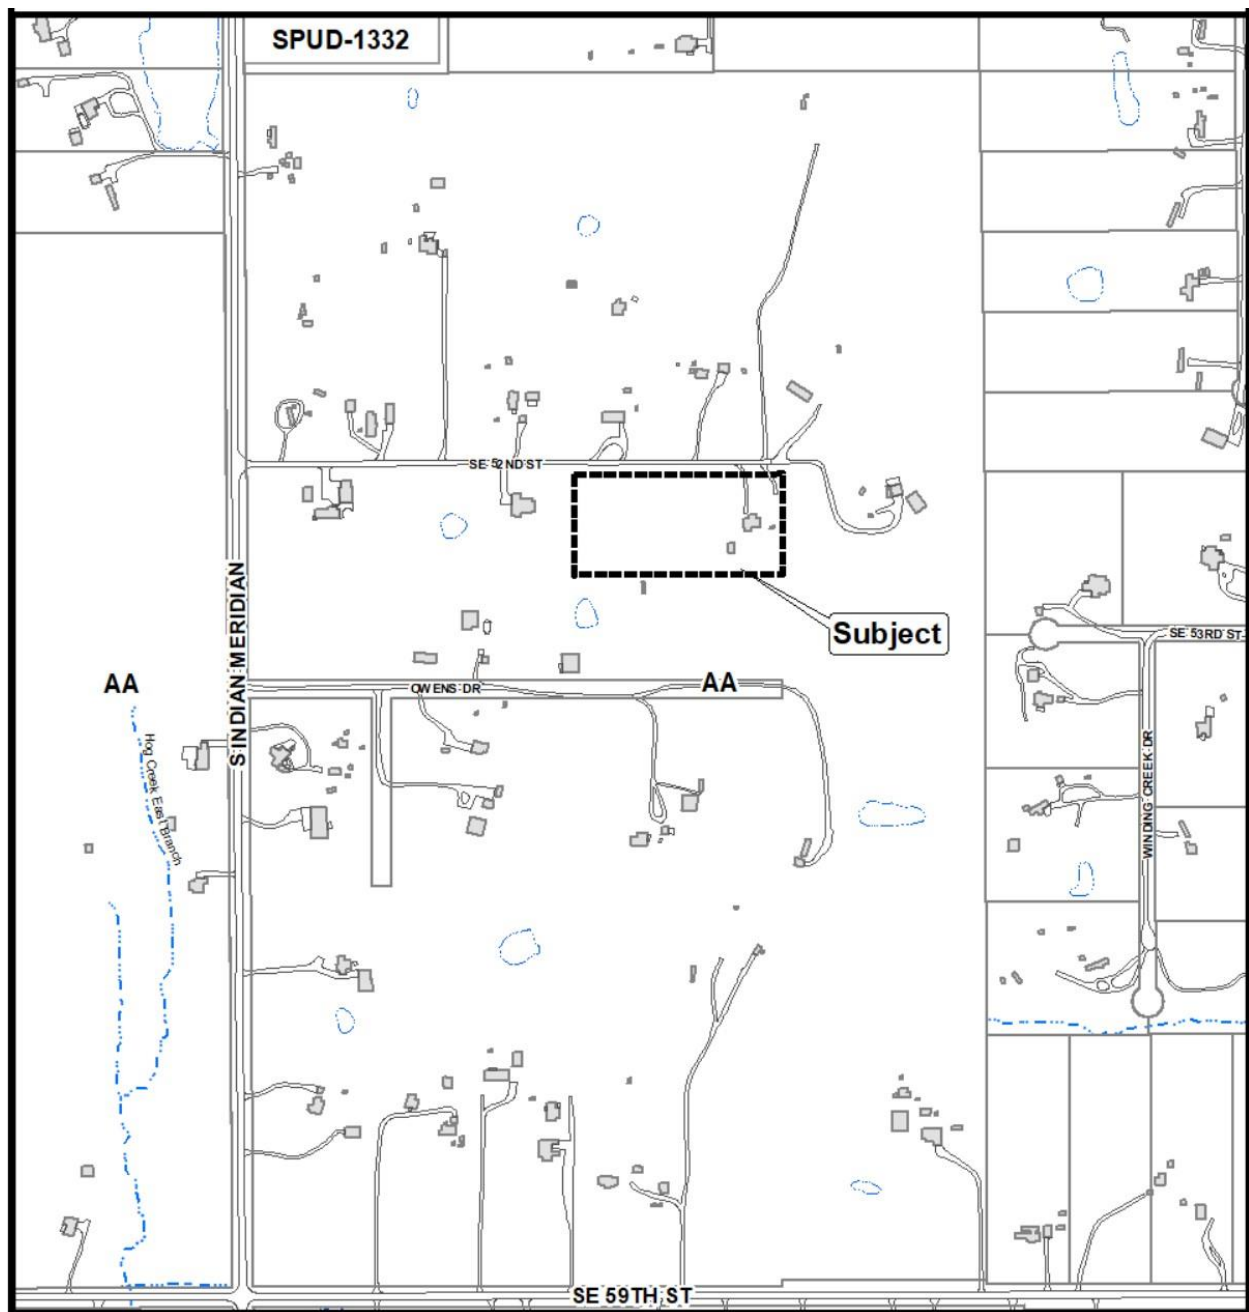 SPUD-1332
SE 52ND ST
Subject
S INDIAN MERIDIAN
SE 53RD ST
AA
OWENS DR
AA
Hog Creek East Branch
WINDING CREEK DR
SE 59TH ST